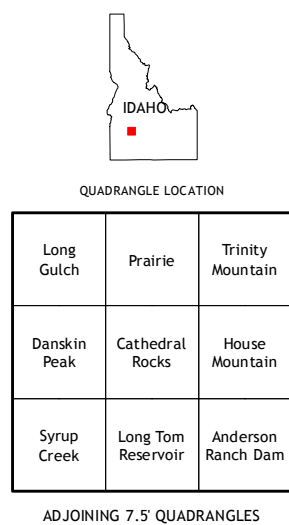 IDAHO
QUADRANGLE LOCATION
Long
Gulch
Prairie
Trinity
Mountain
Danskin
Peak
Cathedral
Rocks
House
Mountain
Syrup
Creek
Long Tom
Reservoir
Anderson
Ranch Dam
ADJOINING 7.5' QUADRANGLES